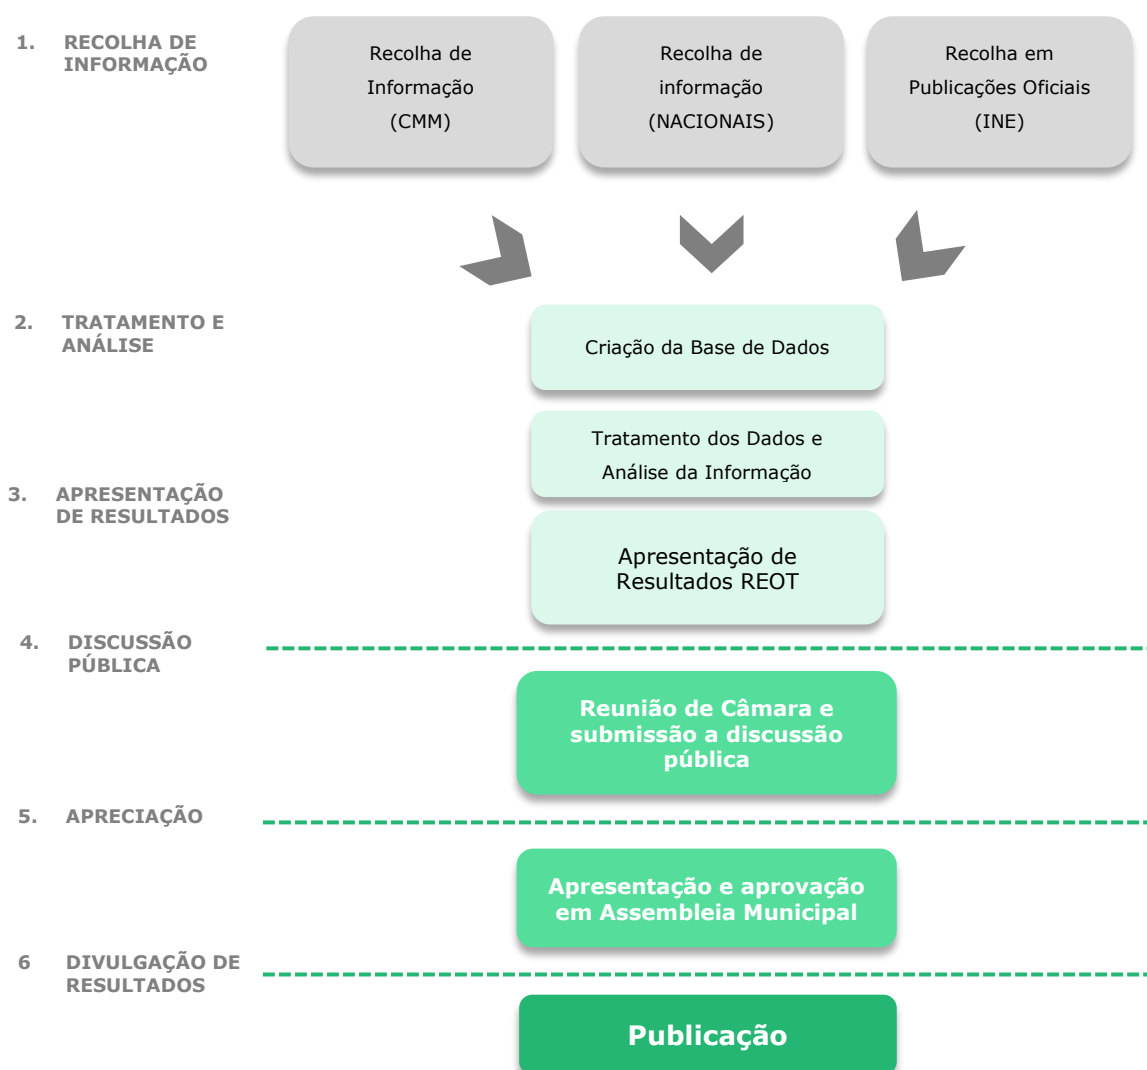 1. RECOLHA DE
INFORMAÇÃO
Recolha de
Informação
(CMM)
Recolha de
informação
(NACIONAIS)
Recolha em
Publicações Oficiais
(INE)
2. TRATAMENTO E
ANÁLISE
Criação da Base de Dados
Tratamento dos Dados e
Análise da Informação
3. APRESENTAÇÃO
DE RESULTADOS
Apresentação de
Resultados REOT
4. DISCUSSÃO
PÚBLICA
Reunião de Câmara e
submissão a discussão
pública
5. APRECIAÇÃO
Apresentação e aprovação
em Assembleia Municipal
6 DIVULGAÇÃO DE
RESULTADOS
Publicação